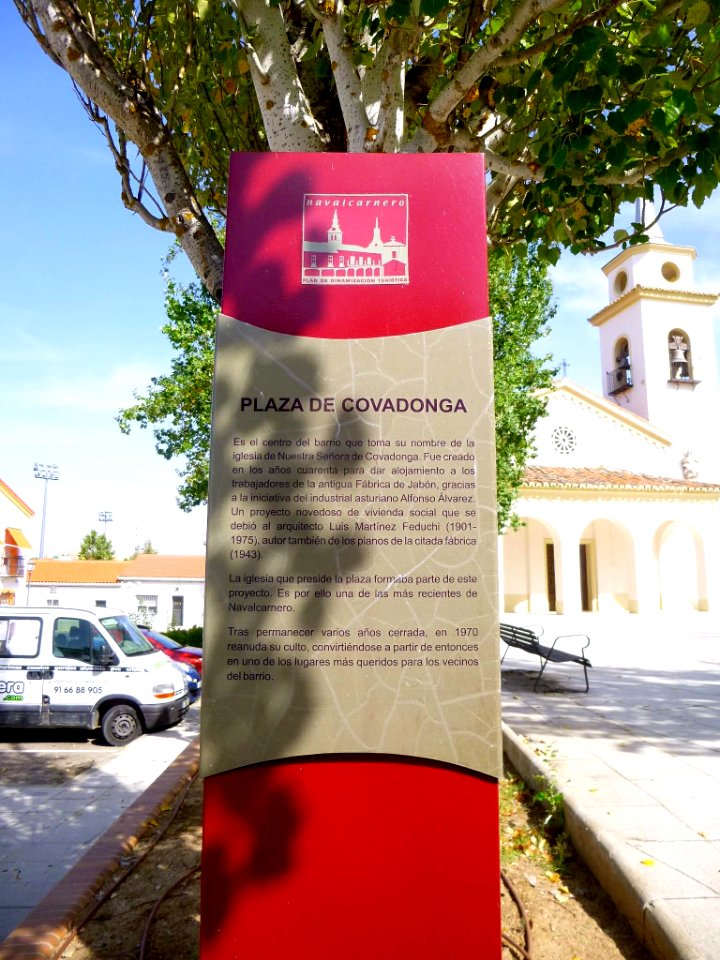 navalcarnero
PLAN DE DINAMIZACIÓN TURÍSTICA
PLAZA DE COVADONGA
Es el centro del barrio que toma su nombre de la
iglesia de Nuestra Señora de Covadonga. Fue creado
en los años cuarenta para dar alojamiento a los
trabajadores de la antigua Fábrica de Jabón, gracias
a la iniciativa del industrial asturiano Alfonso Álvarez.
Un proyecto novedoso de vivienda social que se
debió al arquitecto Luís Martínez Feduchi (1901-
1975), autor también de los planos de la citada fábrica
(1943).
La iglesia que preside la plaza formaba parte de este
proyecto. Es por ello una de las más recientes de
Navalcarnero.
Tras permanecer varios años cerrada, en 1970
reanuda su culto, convirtiéndose a partir de entonces
en uno de los lugares más queridos para los vecinos
del barrio.
91 66 88 905
.com